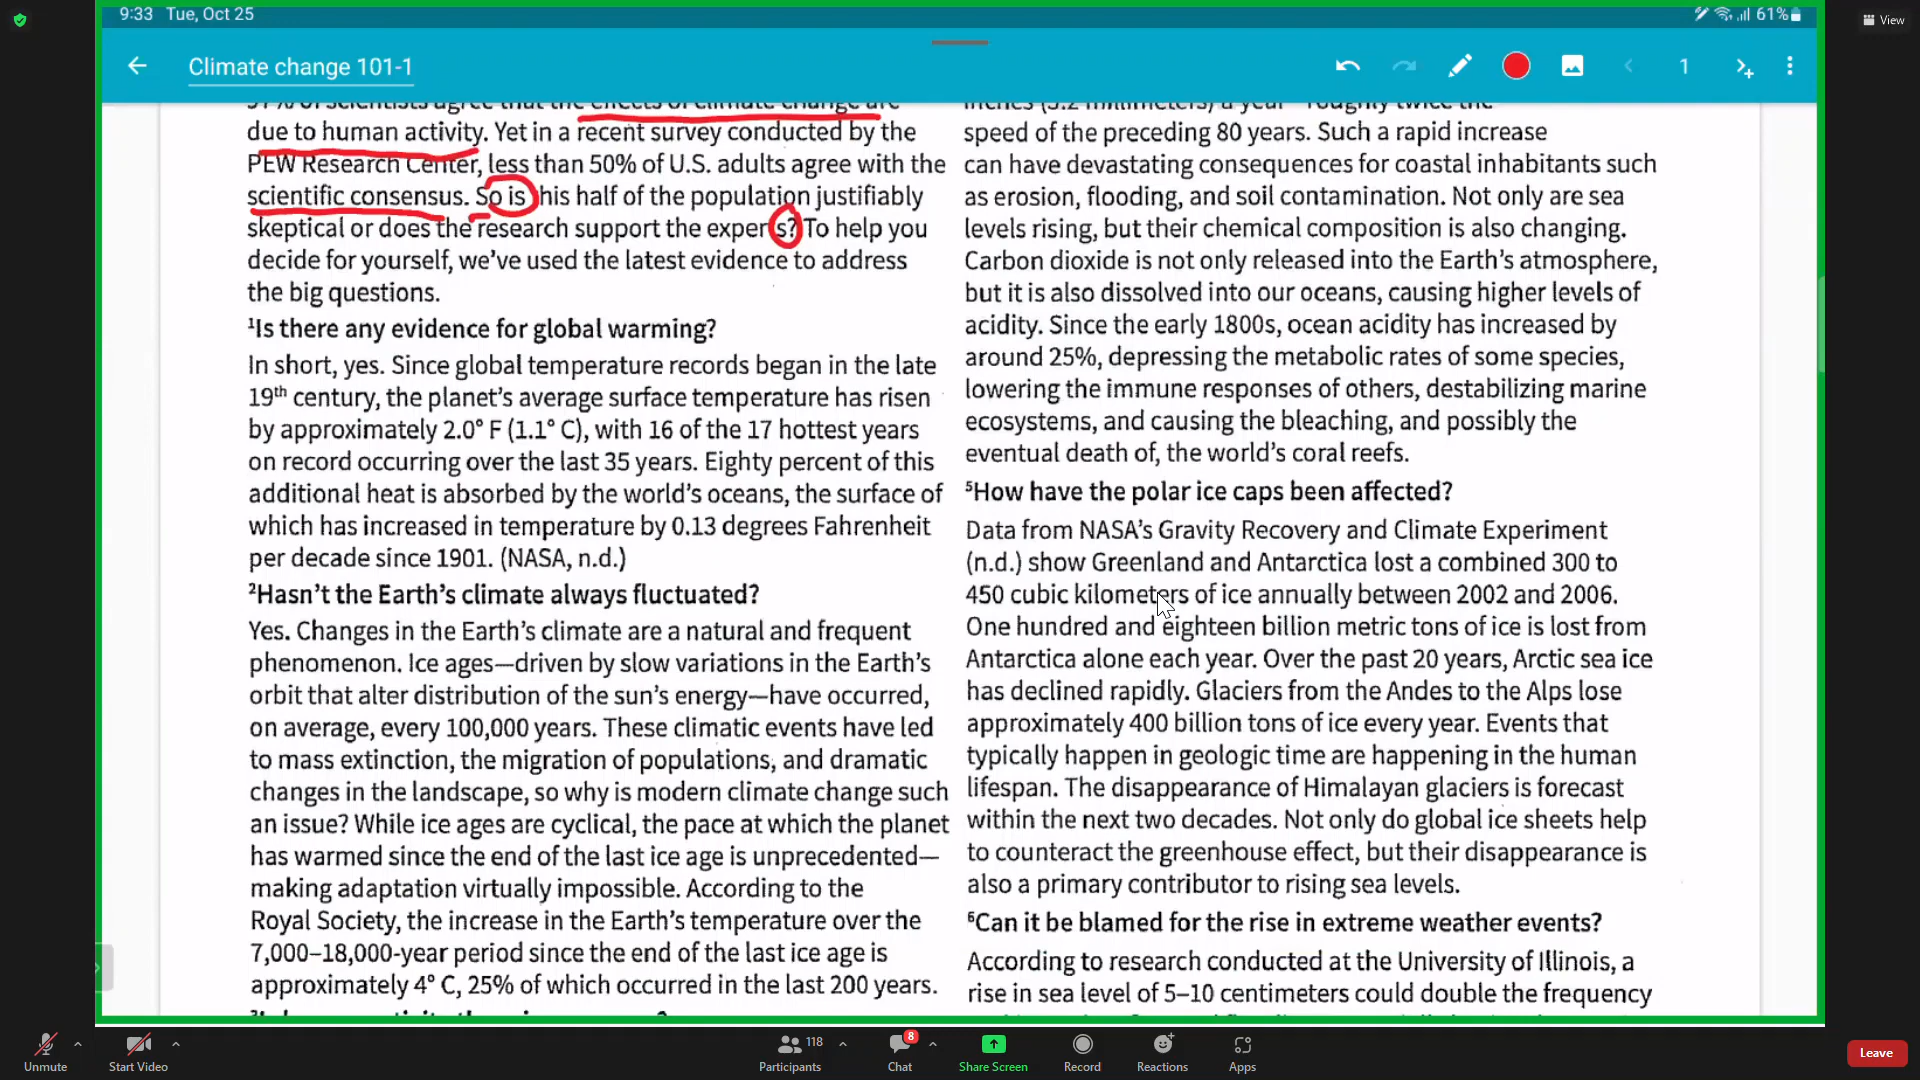 9:33 Tue, Oct 25
61%
View
Climate change 101-1
1
97% of scientists agree that the effects of climate change are
due to human activity. Yet in a recent survey conducted by the
PEW Research Center, less than 50% of U.S. adults agree with the
scientific consensus. So is his half of the population justifiably
skeptical or does the research support the exper s? To help you
decide for yourself, we've used the latest evidence to address
the big questions.
¹Is there any evidence for global warming?
In short, yes. Since global temperature records began in the late
19th century, the planet's average surface temperature has risen
by approximately 2.0° F (1.1° C), with 16 of the 17 hottest years
on record occurring over the last 35 years. Eighty percent of this
additional heat is absorbed by the world's oceans, the surface of
which has increased in temperature by 0.13 degrees Fahrenheit
per decade since 1901. (NASA, n.d.)
²Hasn't the Earth's climate always fluctuated?
Yes. Changes in the Earth's climate are a natural and frequent
phenomenon. Ice ages—driven by slow variations in the Earth's
orbit that alter distribution of the sun's energy—have occurred,
on average, every 100,000 years. These climatic events have led
to mass extinction, the migration of populations, and dramatic
changes in the landscape, so why is modern climate change such
an issue? While ice ages are cyclical, the pace at which the planet
has warmed since the end of the last ice age is unprecedented—
making adaptation virtually impossible. According to the
Royal Society, the increase in the Earth's temperature over the
7,000–18,000-year period since the end of the last ice age is
approximately 4° C, 25% of which occurred in the last 200 years.
inches (3.2 millimeters) a year—roughly twice the
speed of the preceding 80 years. Such a rapid increase
can have devastating consequences for coastal inhabitants such
as erosion, flooding, and soil contamination. Not only are sea
levels rising, but their chemical composition is also changing.
Carbon dioxide is not only released into the Earth's atmosphere,
but it is also dissolved into our oceans, causing higher levels of
acidity. Since the early 1800s, ocean acidity has increased by
around 25%, depressing the metabolic rates of some species,
lowering the immune responses of others, destabilizing marine
ecosystems, and causing the bleaching, and possibly the
eventual death of, the world's coral reefs.
⁵How have the polar ice caps been affected?
Data from NASA's Gravity Recovery and Climate Experiment
(n.d.) show Greenland and Antarctica lost a combined 300 to
450 cubic kilometers of ice annually between 2002 and 2006.
One hundred and eighteen billion metric tons of ice is lost from
Antarctica alone each year. Over the past 20 years, Arctic sea ice
has declined rapidly. Glaciers from the Andes to the Alps lose
approximately 400 billion tons of ice every year. Events that
typically happen in geologic time are happening in the human
lifespan. The disappearance of Himalayan glaciers is forecast
within the next two decades. Not only do global ice sheets help
to counteract the greenhouse effect, but their disappearance is
also a primary contributor to rising sea levels.
⁶Can it be blamed for the rise in extreme weather events?
According to research conducted at the University of Illinois, a
rise in sea level of 5–10 centimeters could double the frequency
Unmute
Start Video
Participants 118
Chat 8
Share Screen
Record
Reactions
Apps
Leave